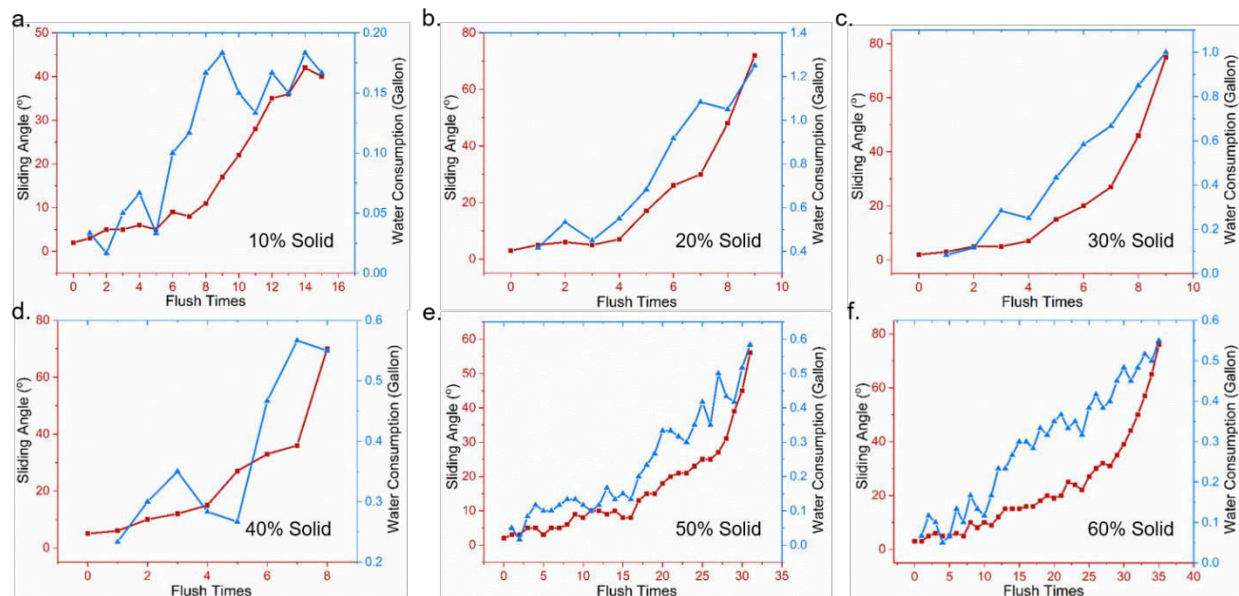 a.
50
40
30
20
10
0
Sliding Angle (°)
0.20
0.15
0.10
0.05
0.00
Water Consumption (Gallon)
10% Solid
0 2 4 6 8 10 12 14 16
Flush Times
b.
80
60
40
20
0
Sliding Angle (°)
1.4
1.2
1.0
0.8
0.6
0.4
Water Consumption (Gallon)
20% Solid
0 2 4 6 8 10
Flush Times
c.
80
60
40
20
0
Sliding Angle (°)
1.0
0.8
0.6
0.4
0.2
0.0
Water Consumption (Gallon)
30% Solid
0 2 4 6 8 10
Flush Times
d.
80
60
40
20
0
Sliding Angle (°)
0.6
0.5
0.4
0.3
0.2
Water Consumption (Gallon)
40% Solid
0 2 4 6 8
Flush Times
e.
60
50
40
30
20
10
0
Sliding Angle (°)
0.6
0.5
0.4
0.3
0.2
0.1
0.0
Water Consumption (Gallon)
50% Solid
0 5 10 15 20 25 30 35
Flush Times
f.
80
60
40
20
0
Sliding Angle (°)
0.6
0.5
0.4
0.3
0.2
0.1
0.0
Water Consumption (Gallon)
60% Solid
0 5 10 15 20 25 30 35 40
Flush Times